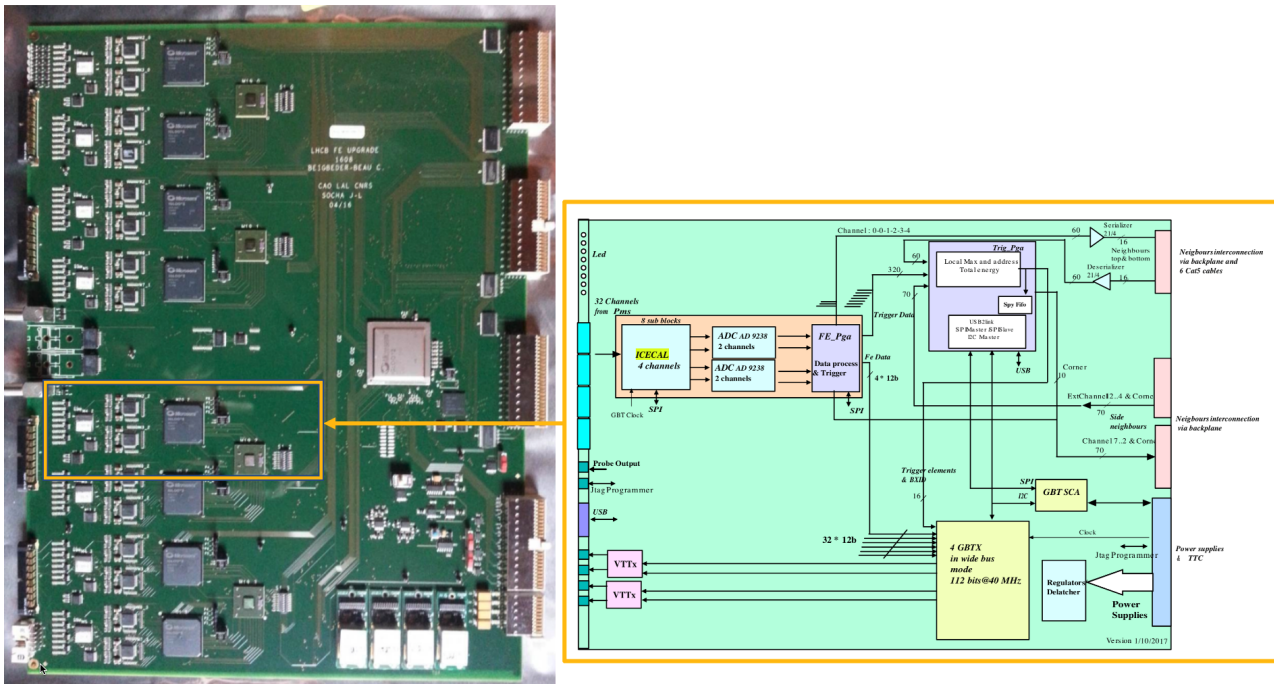 LHCB FE UPGRADE
1608
BEIGBEDER-BEAU C.
CAO LAL CNRS
SOCHA J-L
04/16
Led
32 Channels
from Pms
8 sub blocks
ICECAL
4 channels
ADC AD 9238
2 channels
ADC AD 9238
2 channels
FE_Pga
Data process
& Trigger
GBT Clock
SPI
SPI
Channel : 0-0-1-2-3-4
60
Serializer
21/4
16
Neighbours
top & bottom
Deserializer
21/4
60
16
Neighours interconnection
via backplane and
6 Cat5 cables
Trig_Pga
Local Max and address
Total energy
Spy Fifo
USB2link
SPIMaster /SPISlave
I2C Master
USB
60
320
70
Trigger Data
Fe Data
4 * 12b
Corner
10
ExtChannel2..4 & Corne
70
Side
neighbours
Channel 7..2 & Corne
70
Neigbours interconnection
via backplane
Probe Output
Jtag Programmer
USB
Trigger elements
& BXID
16
SPI
I2C
GBT SCA
32 * 12b
4 GBTX
in wide bus
mode
112 bits@40 MHz
VTTx
VTTx
Clock
Jtag Programmer
Regulators
Delatcher
Power
Supplies
Power supplies
& TTC
Version 1/10/2017